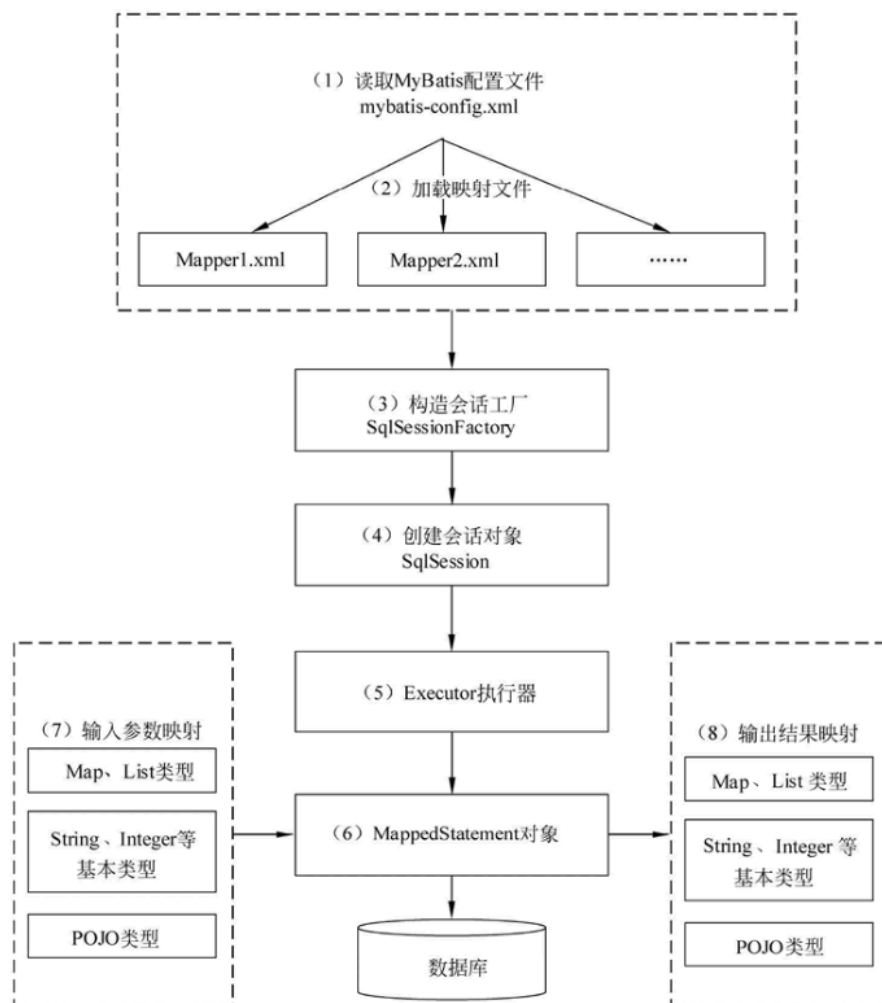 （1）读取MyBatis配置文件
mybatis-config.xml
（2）加载映射文件
Mapper1.xml
Mapper2.xml
……
（3）构造会话工厂
SqlSessionFactory
（4）创建会话对象
SqlSession
（5）Executor执行器
（7）输入参数映射
Map、List类型
String、Integer等
基本类型
POJO类型
（6）MappedStatement对象
数据库
（8）输出结果映射
Map、List 类型
String、Integer 等
基本类型
POJO类型